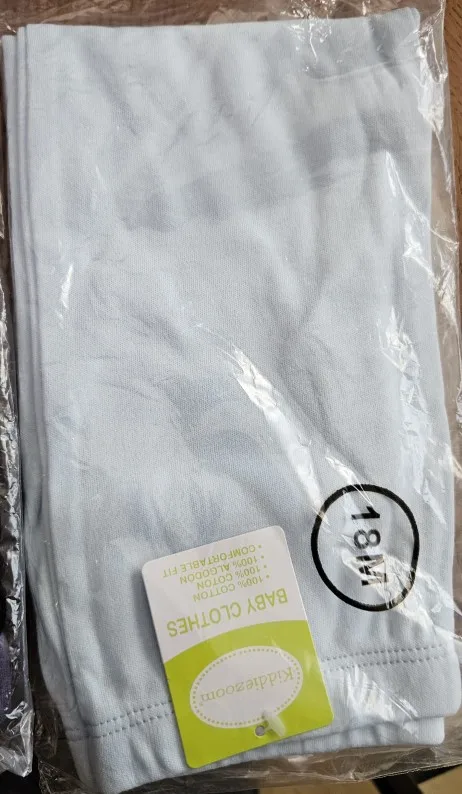 Kiddiezoom
BABY CLOTHES
• 100% COTTON
• 100% ALGODON
• COMFORTABLE FIT
18M